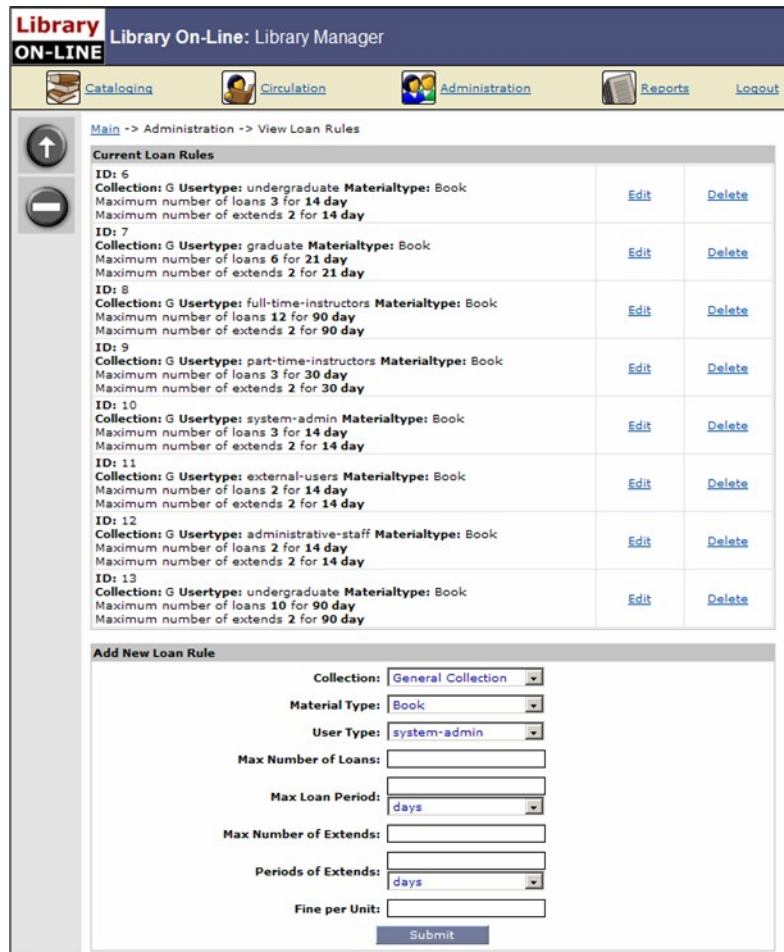 Library
ON-LINE
Library On-Line: Library Manager
Cataloging
Circulation
Administration
Reports
Logout
Main -> Administration -> View Loan Rules
Current Loan Rules
ID: 6
Collection: G Usertype: undergraduate Materialtype: Book
Maximum number of loans 3 for 14 day
Maximum number of extends 2 for 14 day
Edit
Delete
ID: 7
Collection: G Usertype: graduate Materialtype: Book
Maximum number of loans 6 for 21 day
Maximum number of extends 2 for 21 day
Edit
Delete
ID: 8
Collection: G Usertype: full-time-instructors Materialtype: Book
Maximum number of loans 12 for 90 day
Maximum number of extends 2 for 90 day
Edit
Delete
ID: 9
Collection: G Usertype: part-time-instructors Materialtype: Book
Maximum number of loans 3 for 30 day
Maximum number of extends 2 for 30 day
Edit
Delete
ID: 10
Collection: G Usertype: system-admin Materialtype: Book
Maximum number of loans 3 for 14 day
Maximum number of extends 2 for 14 day
Edit
Delete
ID: 11
Collection: G Usertype: external-users Materialtype: Book
Maximum number of loans 2 for 14 day
Maximum number of extends 2 for 14 day
Edit
Delete
ID: 12
Collection: G Usertype: administrative-staff Materialtype: Book
Maximum number of loans 2 for 14 day
Maximum number of extends 2 for 14 day
Edit
Delete
ID: 13
Collection: G Usertype: undergraduate Materialtype: Book
Maximum number of loans 10 for 90 day
Maximum number of extends 2 for 90 day
Edit
Delete
Add New Loan Rule
Collection: General Collection
Material Type: Book
User Type: system-admin
Max Number of Loans:
Max Loan Period:
days
Max Number of Extends:
Periods of Extends:
days
Fine per Unit:
Submit